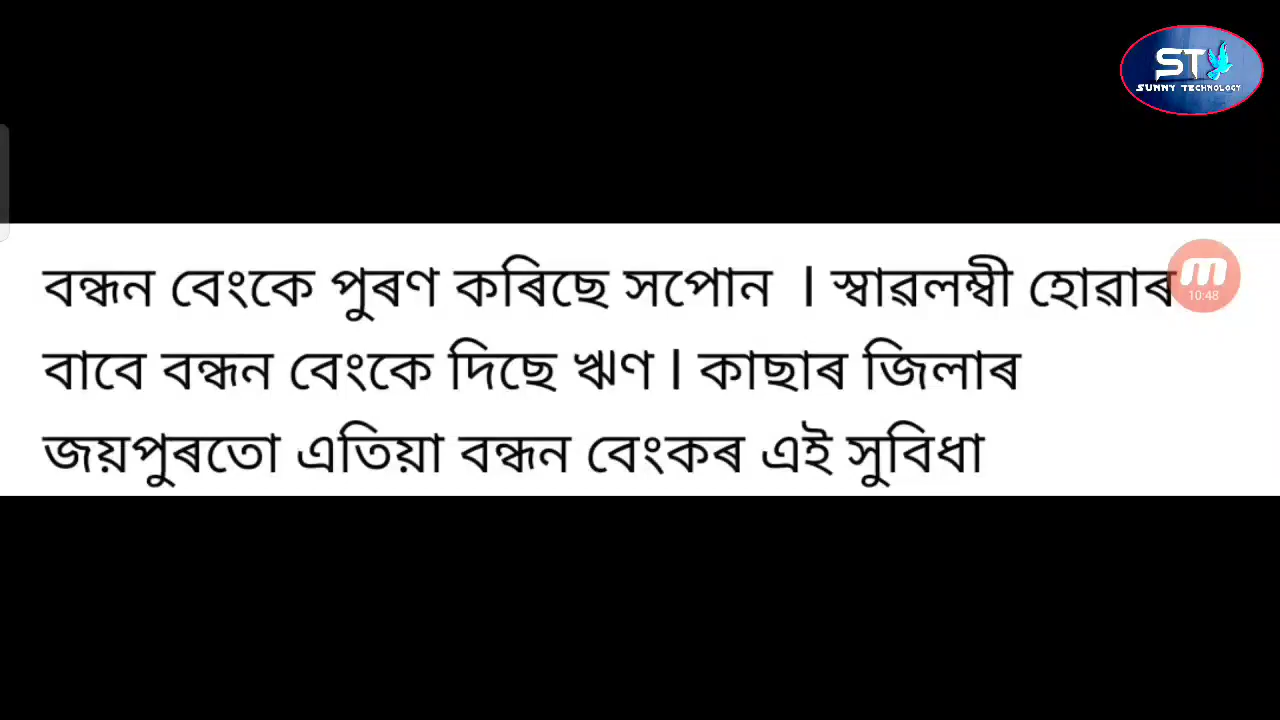 ST
SUNNY TECHNOLOGY
বন্ধন বেংকে পুৰণ কৰিছে সপোন । স্বাৱলম্বী হোৱাৰ
10:48
বাবে বন্ধন বেংকে দিছে ঋণ । কাছাৰ জিলাৰ
জয়পুৰতো এতিয়া বন্ধন বেংকৰ এই সুবিধা